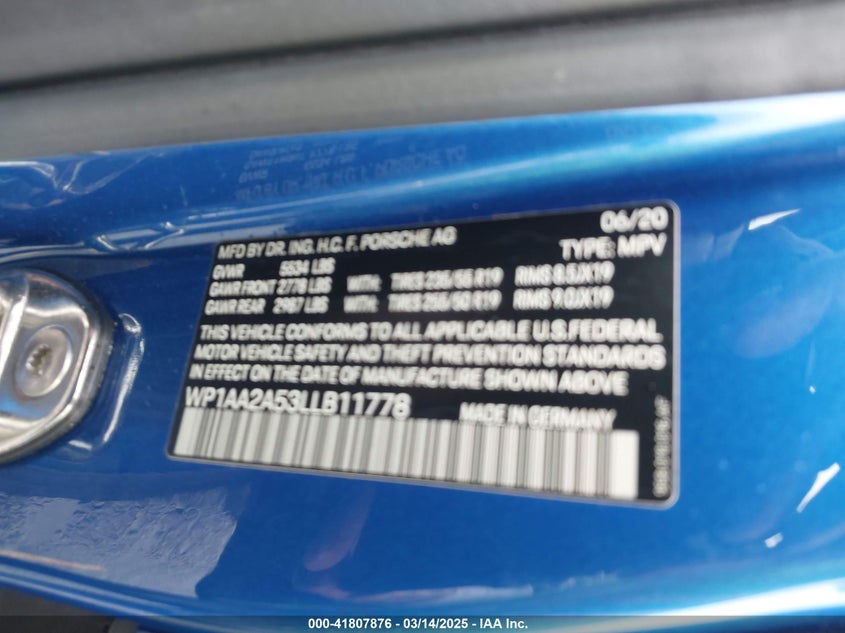 06/20
MFD BY DR. ING. H.C. F. PORSCHE AG TYPE: MPV
GVWR 5634 LBS
GAWR FRONT 2778 LBS WITH: TIRES 235/55 R19 RIMS 8.5JX19
GAWR REAR 2987 LBS WITH: TIRES 255/50 R19 RIMS 9.0JX19
THIS VEHICLE CONFORMS TO ALL APPLICABLE U.S. FEDERAL
MOTOR VEHICLE SAFETY AND THEFT PREVENTION STANDARDS
IN EFFECT ON THE DATE OF MANUFACTURE SHOWN ABOVE.
WP1AA2A53LLB11778 MADE IN GERMANY
000-41807876 / 03/14/2025 - IAA Inc.